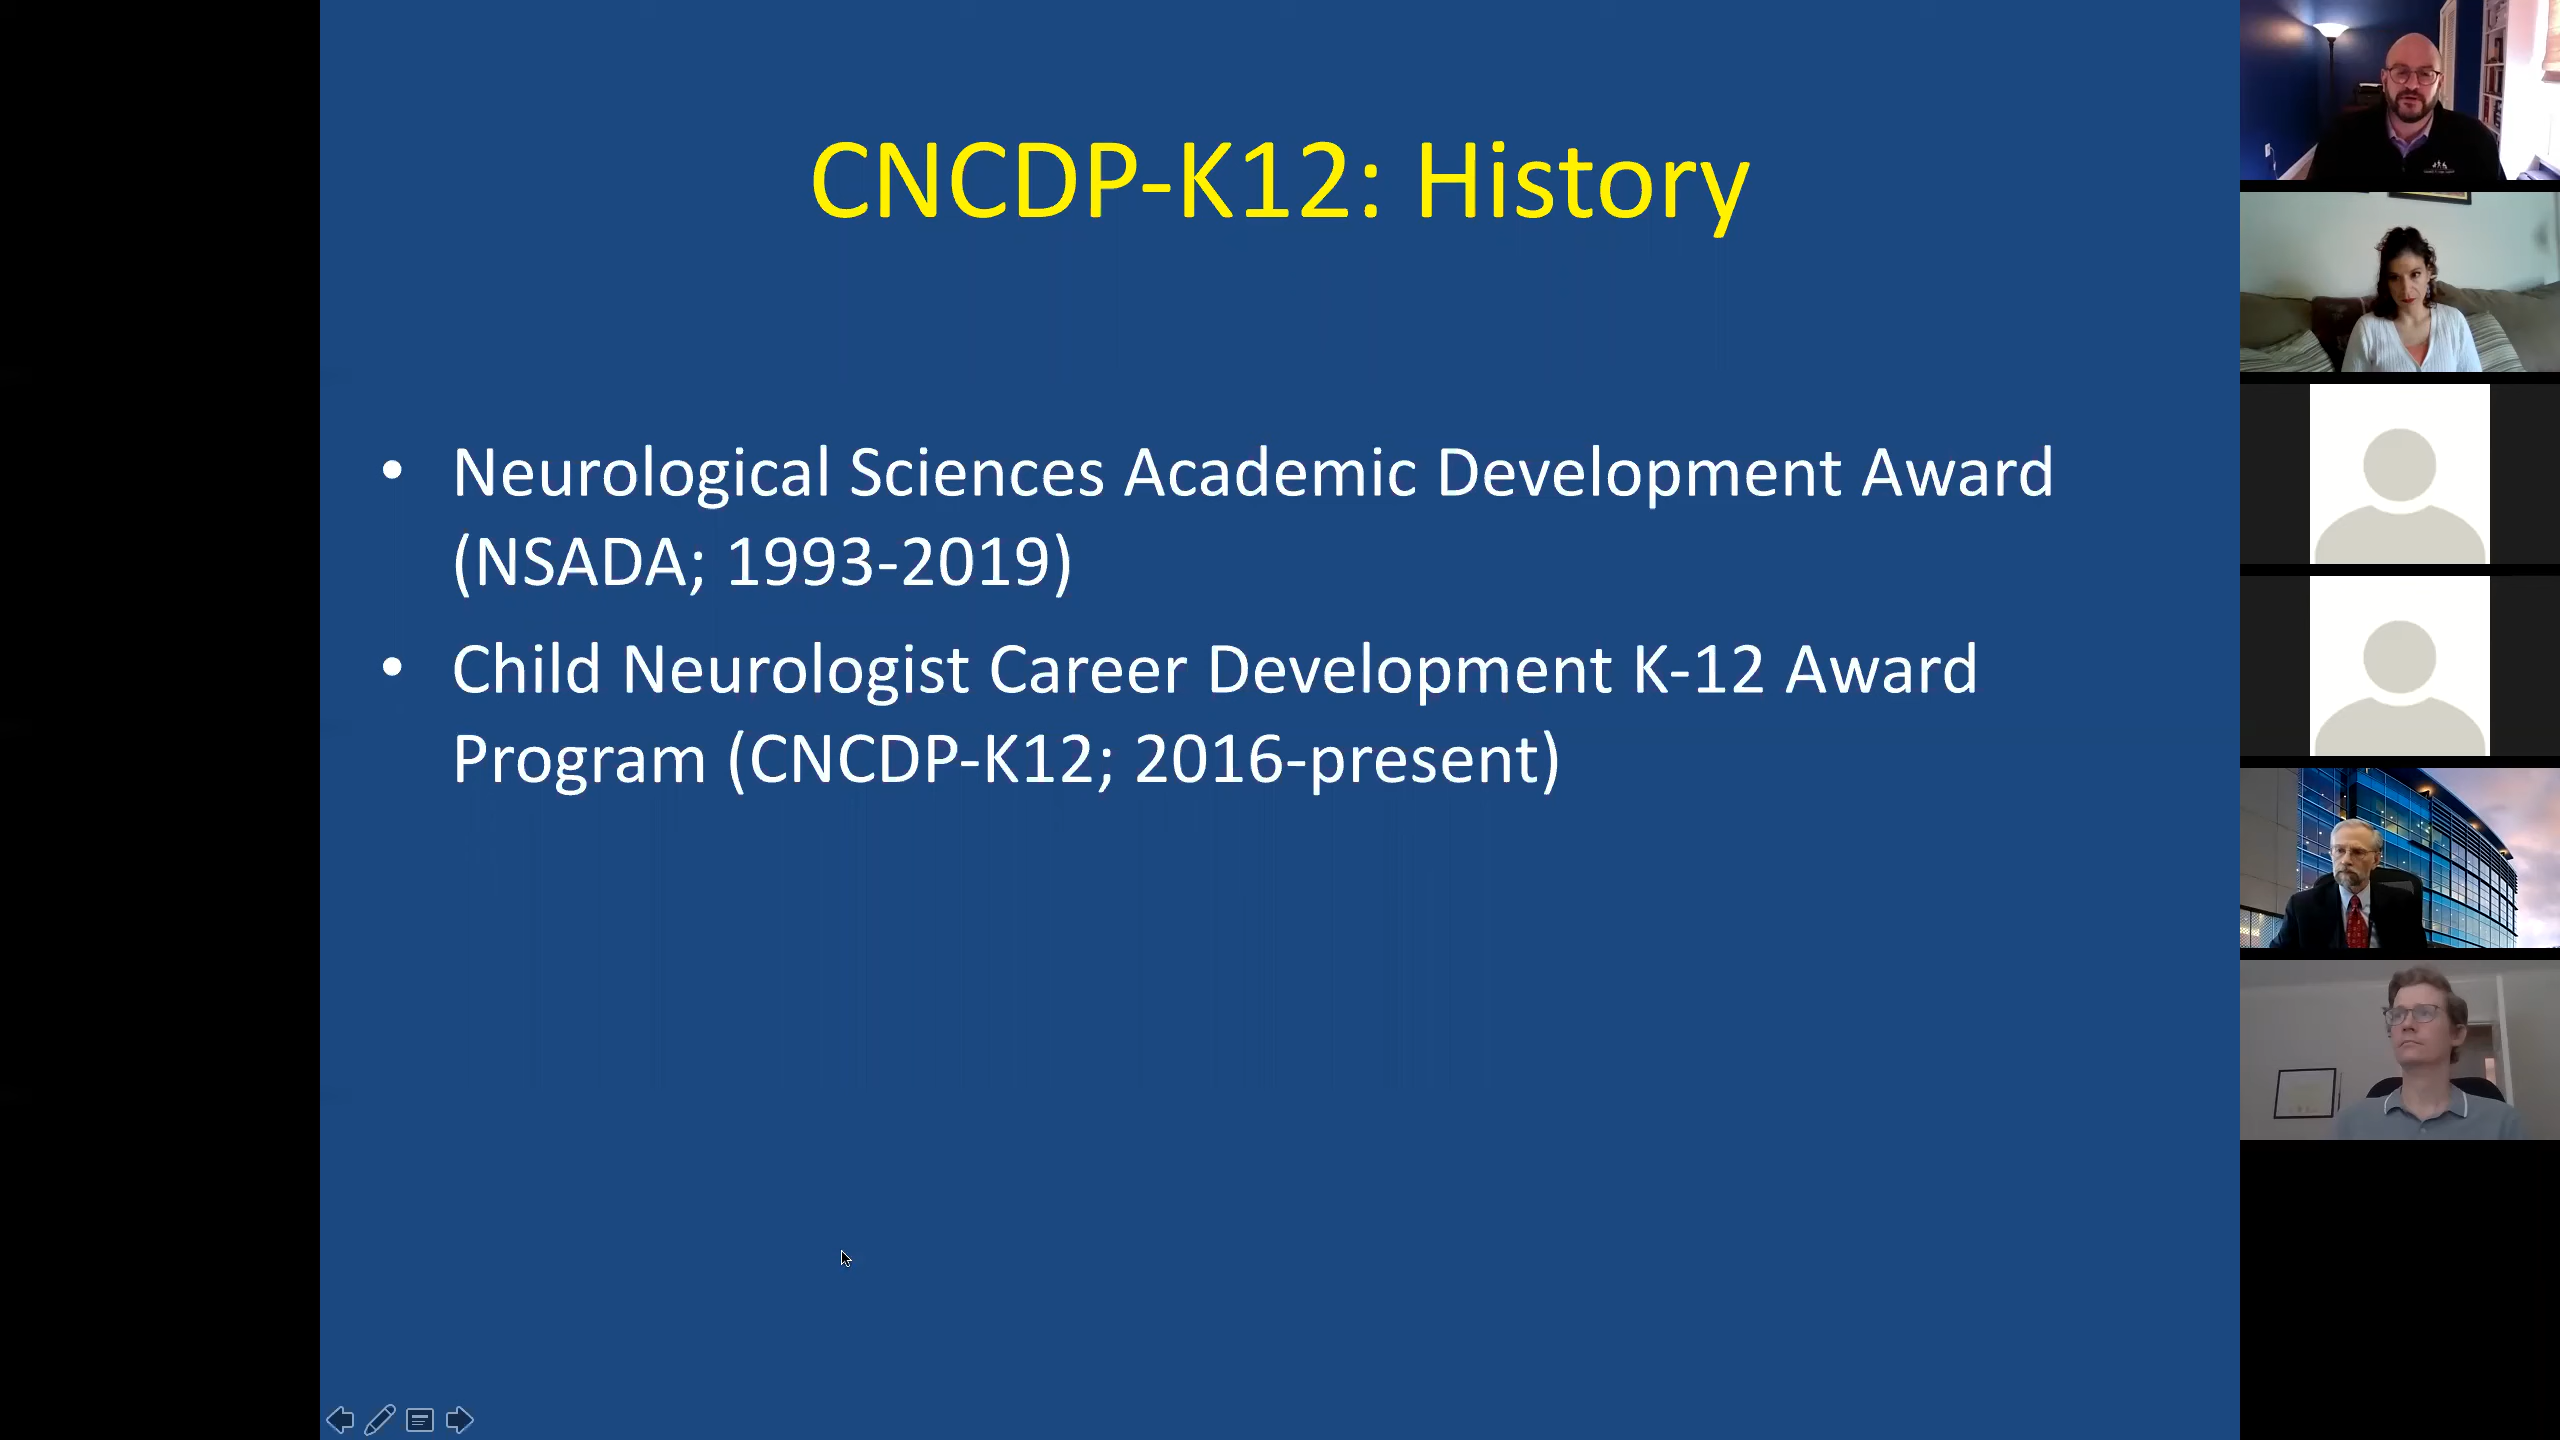 CNCDP-K12: History
• Neurological Sciences Academic Development Award
(NSADA; 1993-2019)
• Child Neurologist Career Development K-12 Award
Program (CNCDP-K12; 2016-present)